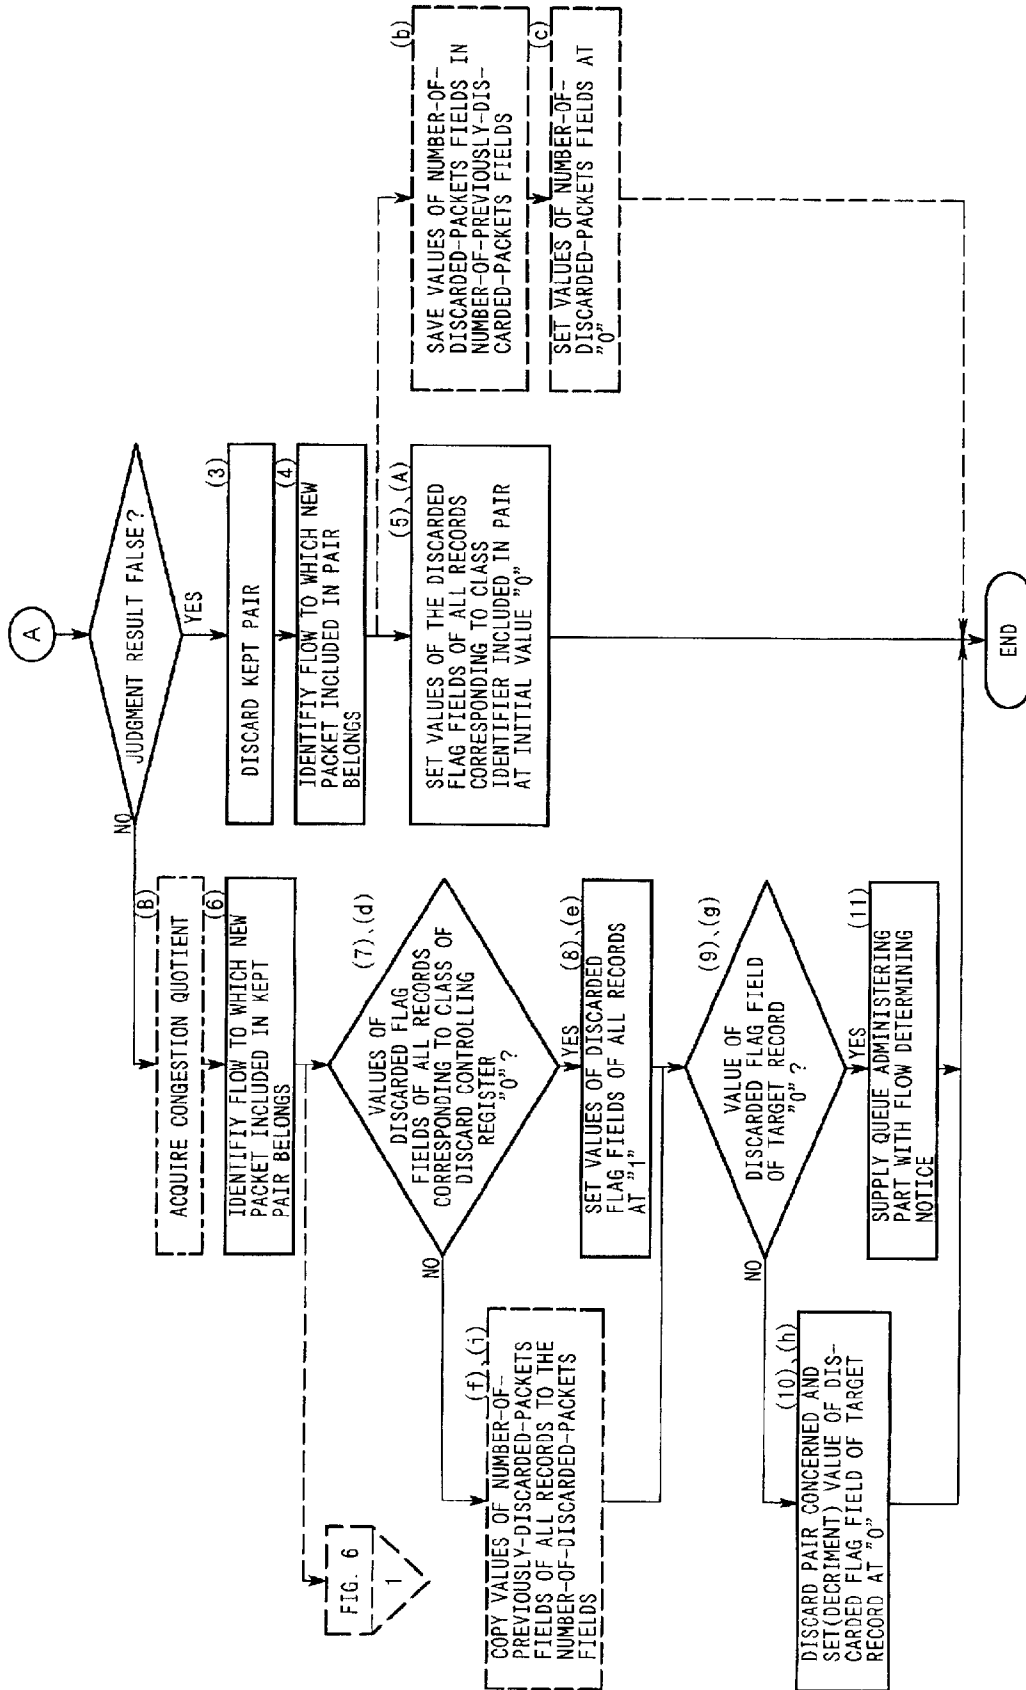 A
JUDGMENT RESULT FALSE?
NO
YES
(3)
DISCARD KEPT PAIR
(4)
IDENTIFIY FLOW TO WHICH NEW
PACKET INCLUDED IN PAIR
BELONGS
(5)、(A)
SET VALUES OF THE DISCARDED
FLAG FIELDS OF ALL RECORDS
CORRESPONDING TO CLASS
IDENTIFIER INCLUDED IN PAIR
AT INITIAL VALUE "0"
(b)
SAVE VALUES OF NUMBER-OF-
DISCARDED-PACKETS FIELDS IN
NUMBER-OF-PREVIOUSLY-DIS-
CARDED-PACKETS FIELDS
(c)
SET VALUES OF NUMBER-OF-
DISCARDED-PACKETS FIELDS AT
"0"
(B)
ACQUIRE CONGESTION QUOTIENT
(6)
IDENTIFIY FLOW TO WHICH NEW
PACKET INCLUDED IN KEPT
PAIR BELONGS
FIG. 6
1
(7)、(d)
VALUES OF
DISCARDED FLAG
FIELDS OF ALL RECORDS
CORRESPONDING TO CLASS OF
DISCARD CONTROLLING
REGISTER
"0"?
NO
YES
(f)、(i)
COPY VALUES OF NUMBER-OF-
PREVIOUSLY-DISCARDED-PACKETS
FIELDS OF ALL RECORDS TO THE
NUMBER-OF-DISCARDED-PACKETS
FIELDS
(8)、(e)
SET VALUES OF DISCARDED
FLAG FIELDS OF ALL RECORDS
AT "1"
(9)、(g)
VALUE OF
DISCARDED FLAG FIELD
OF TARGET RECORD
"0"?
NO
YES
(10)、(h)
DISCARD PAIR CONCERNED AND
SET(DECRIMENT) VALUE OF DIS-
CARDED FLAG FIELD OF TARGET
RECORD AT "0"
(11)
SUPPLY QUEUE ADMINISTERING
PART WITH FLOW DETERMINING
NOTICE
END